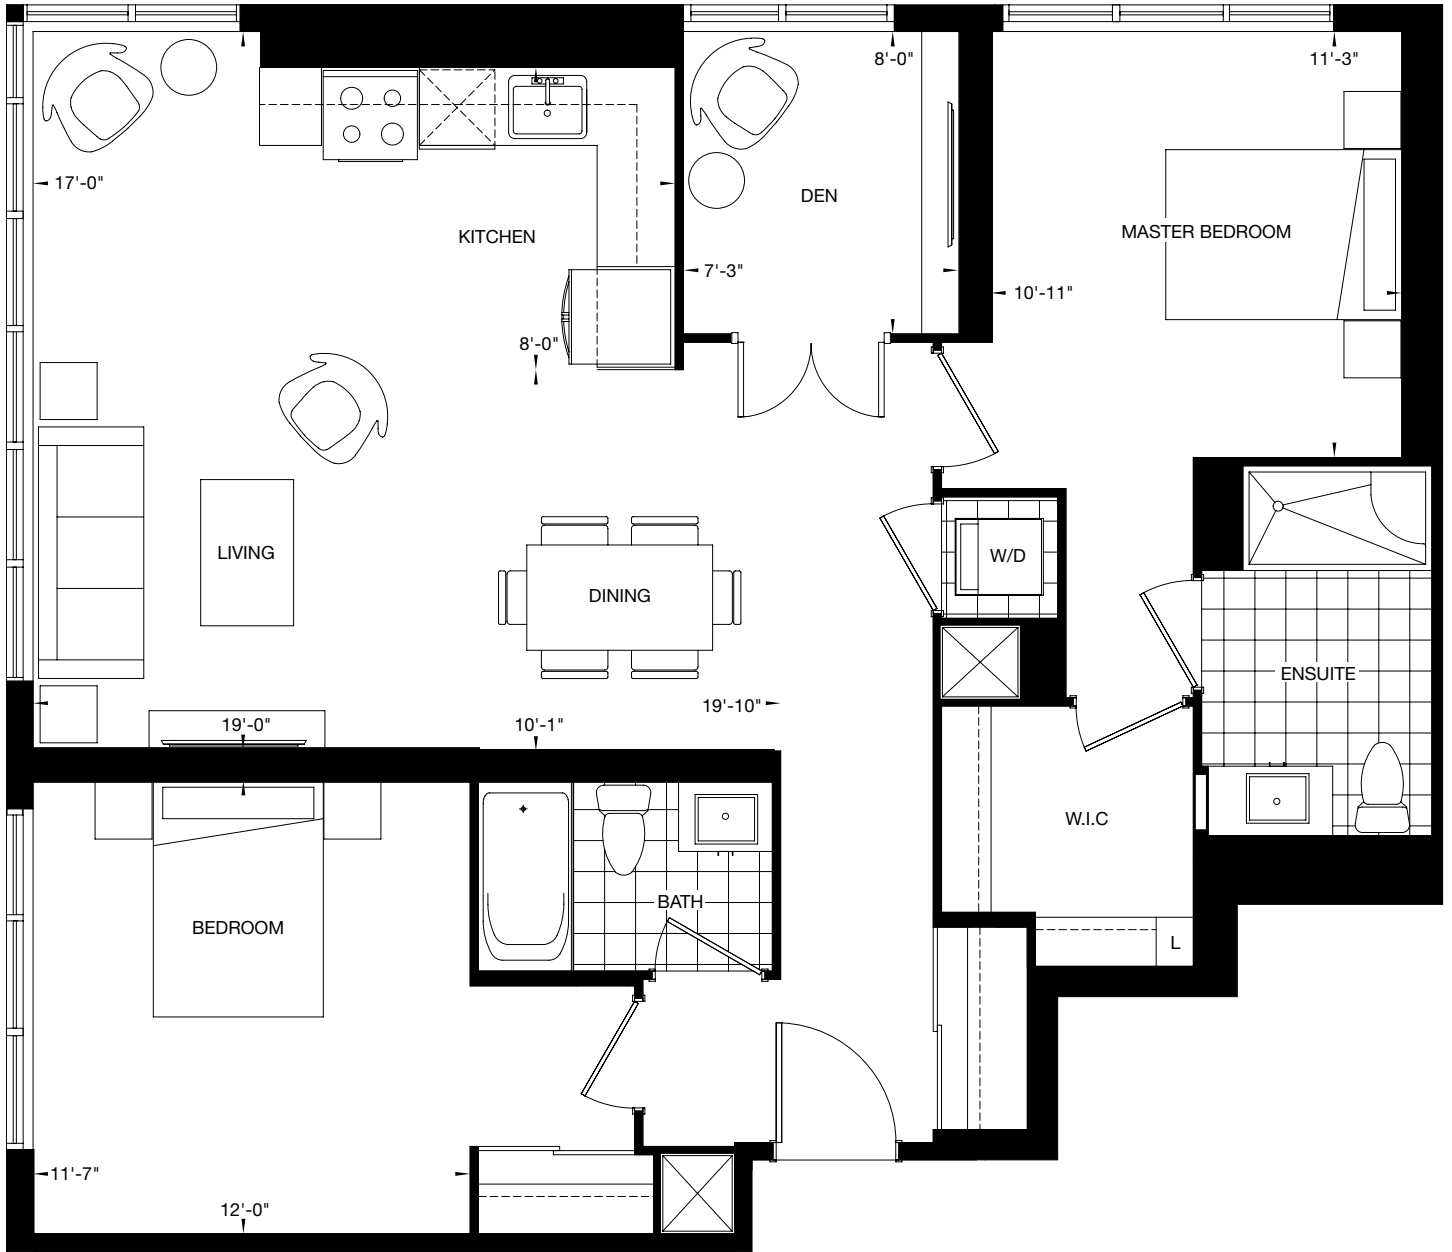 8'-0"
11'-3"
17'-0"
DEN
KITCHEN
MASTER BEDROOM
7'-3"
10'-11"
8'-0"
LIVING
W/D
DINING
ENSUITE
19'-10"
19'-0"
10'-1"
W.I.C
BATH
BEDROOM
L
11'-7"
12'-0"